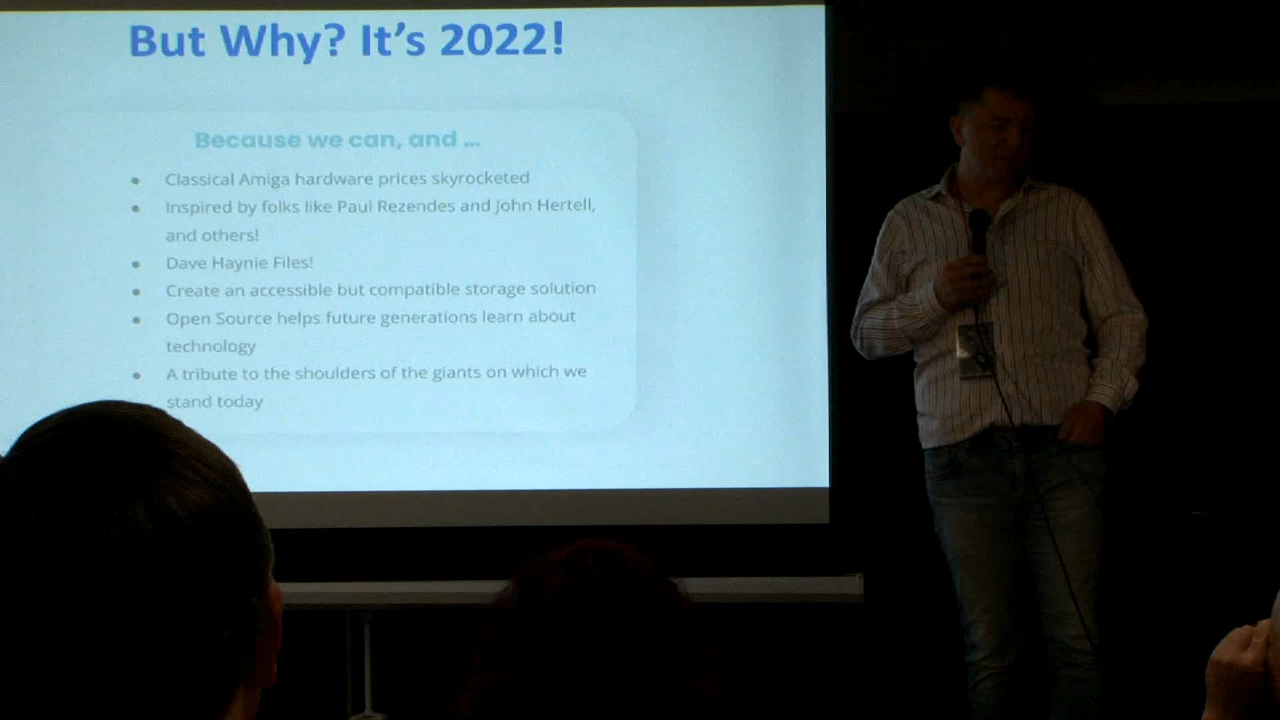 But Why? It's 2022!
Because we can, and ...
• Classical Amiga hardware prices skyrocketed
• Inspired by folks like Paul Rezendes and John Hertell,
and others!
• Dave Haynie Files!
• Create an accessible but compatible storage solution
• Open Source helps future generations learn about
technology
• A tribute to the shoulders of the giants on which we
stand today